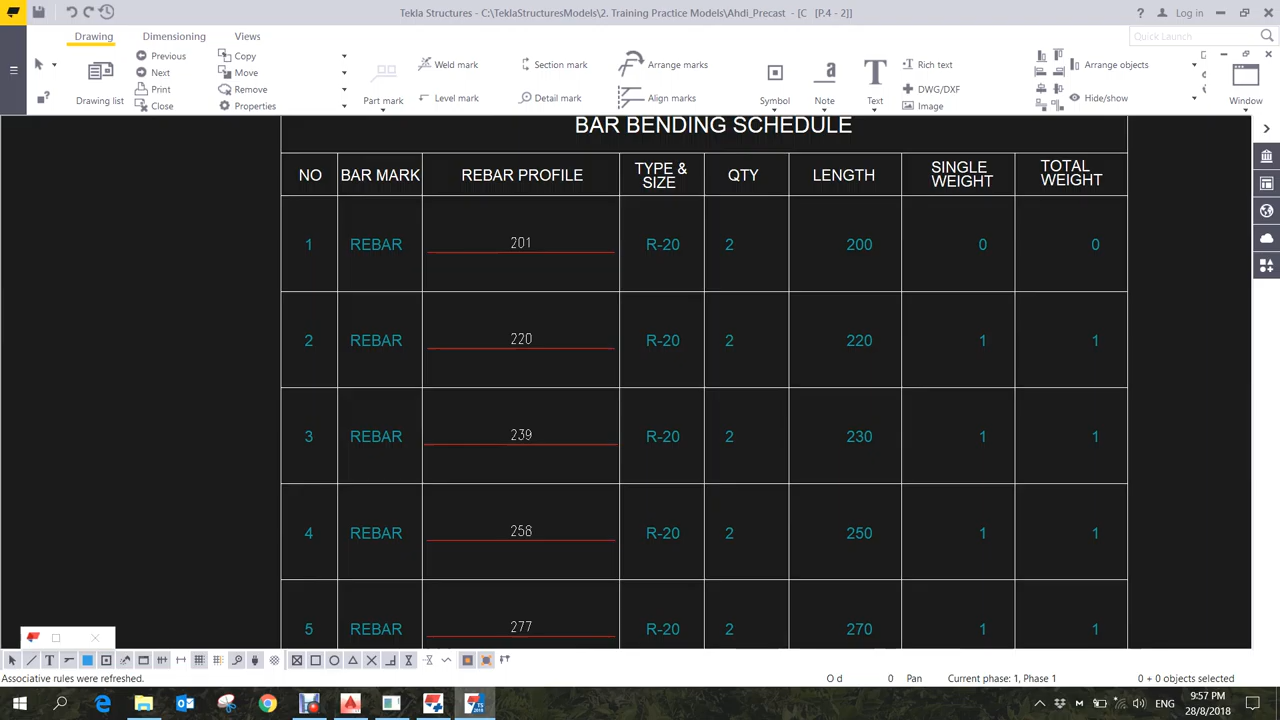 Tekla Structures - C:\TeklaStructuresModels\2. Training Practice Models\Ahdi_Precast - [C [P.4 - 2]]
Log in
Drawing Dimensioning Views
Quick Launch
Drawing list
Previous
Next
Print
Close
Copy
Move
Remove
Properties
Part mark
Weld mark
Level mark
Section mark
Detail mark
Arrange marks
Align marks
Symbol
Note
Text
Rich text
DWG/DXF
Image
Arrange objects
Hide/show
Window
BAR BENDING SCHEDULE
NO BAR MARK REBAR PROFILE TYPE & SIZE QTY LENGTH SINGLE WEIGHT TOTAL WEIGHT
1 REBAR 201 R-20 2 200 0 0
2 REBAR 220 R-20 2 220 1 1
3 REBAR 239 R-20 2 230 1 1
4 REBAR 258 R-20 2 250 1 1
5 REBAR 277 R-20 2 270 1 1
Associative rules were refreshed.
O d 0 Pan Current phase: 1, Phase 1 0 + 0 objects selected
ENG
9:57 PM
28/8/2018